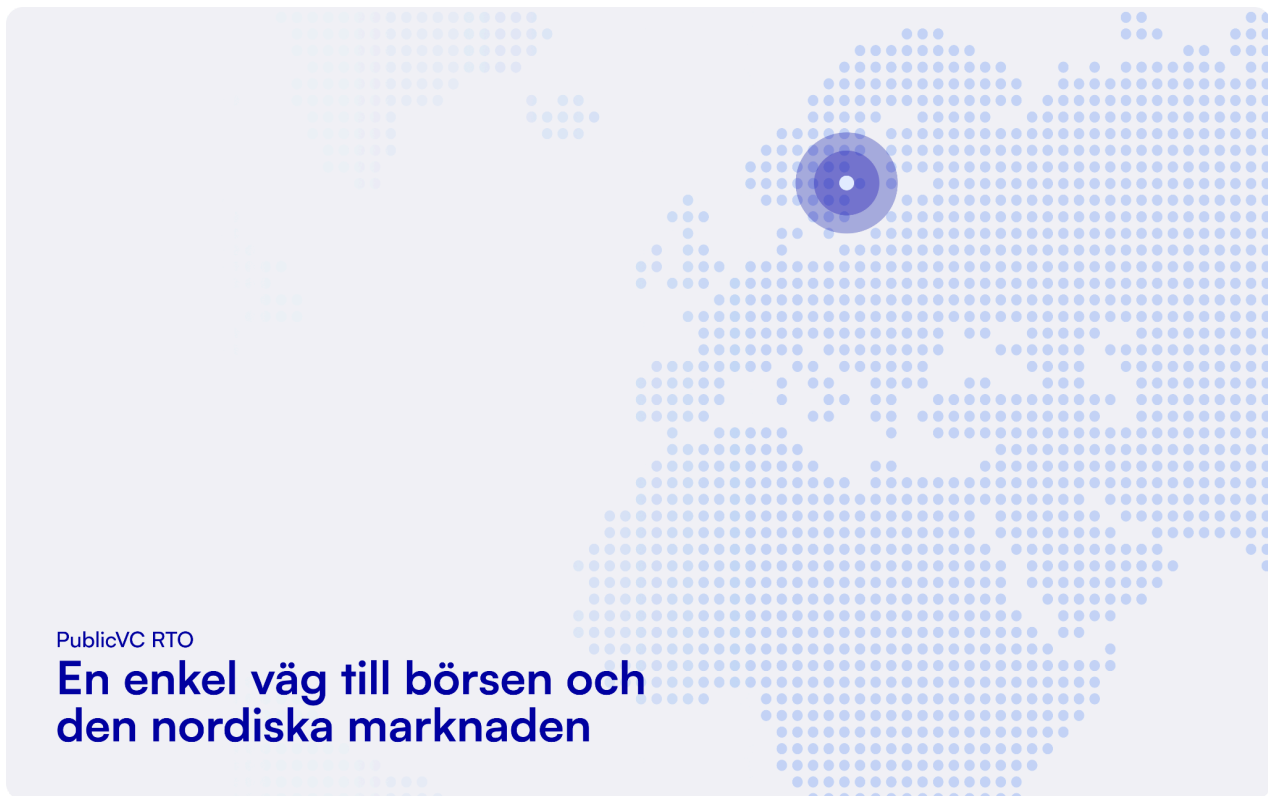 PublicVC RTO
En enkel väg till börsen och
den nordiska marknaden